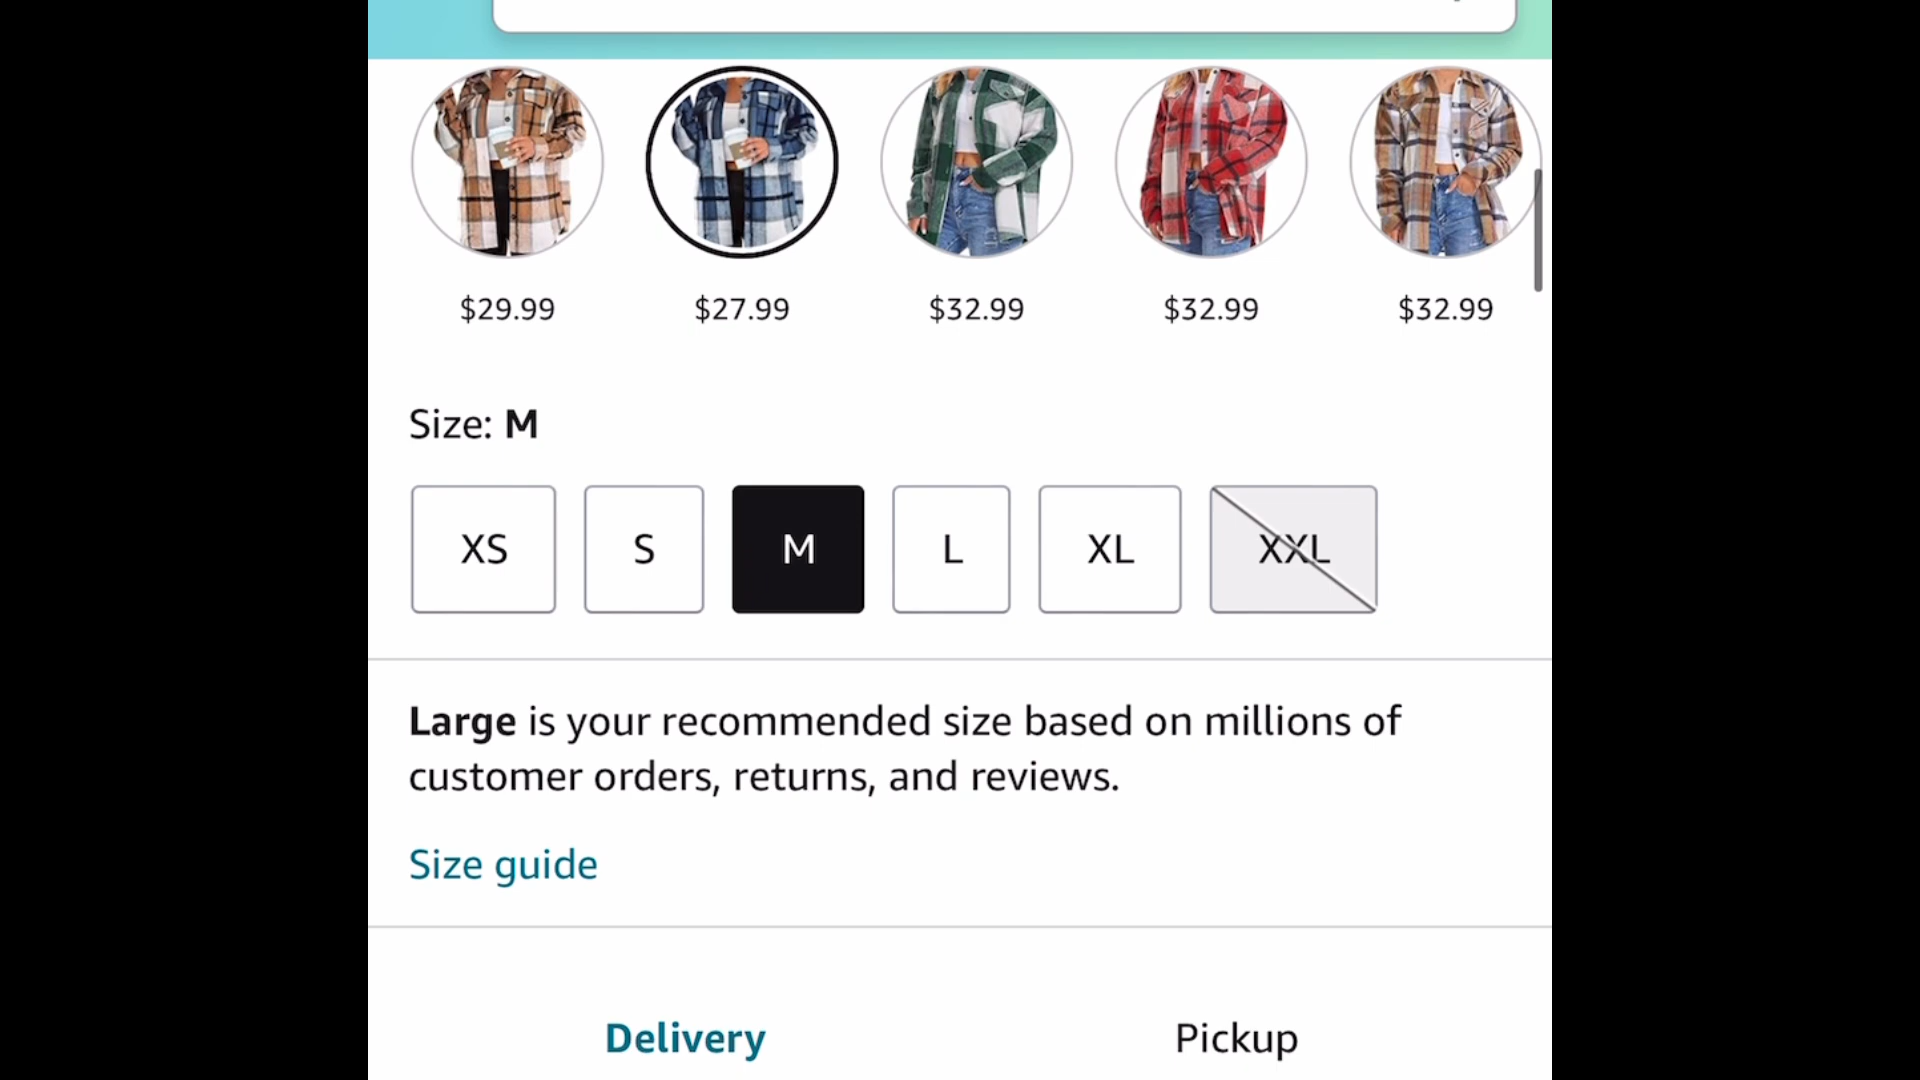 $29.99 $27.99 $32.99 $32.99 $32.99
Size: M
XS S M L XL XXL
Large is your recommended size based on millions of
customer orders, returns, and reviews.
Size guide
Delivery Pickup